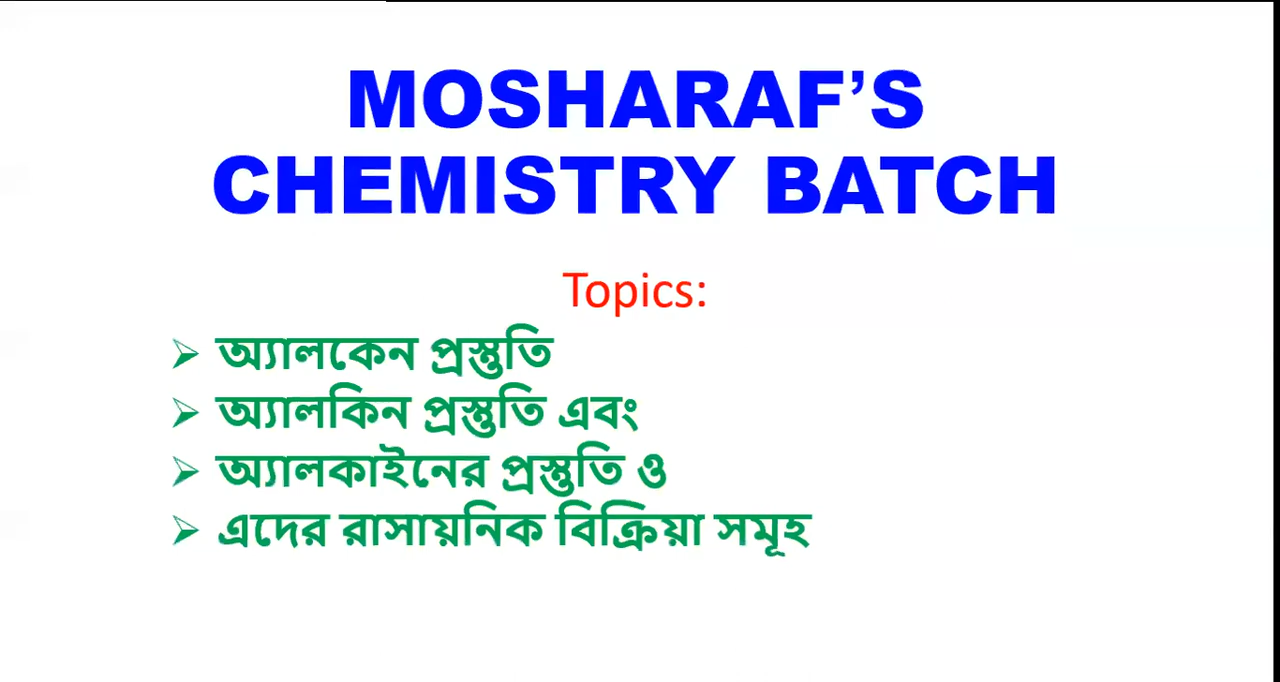 MOSHARAF’S
CHEMISTRY BATCH
Topics:
➢ অ্যালকেন প্রস্তুতি
➢ অ্যালকিন প্রস্তুতি এবং
➢ অ্যালকাইনের প্রস্তুতি ও
➢ এদের রাসায়নিক বিক্রিয়া সমূহ